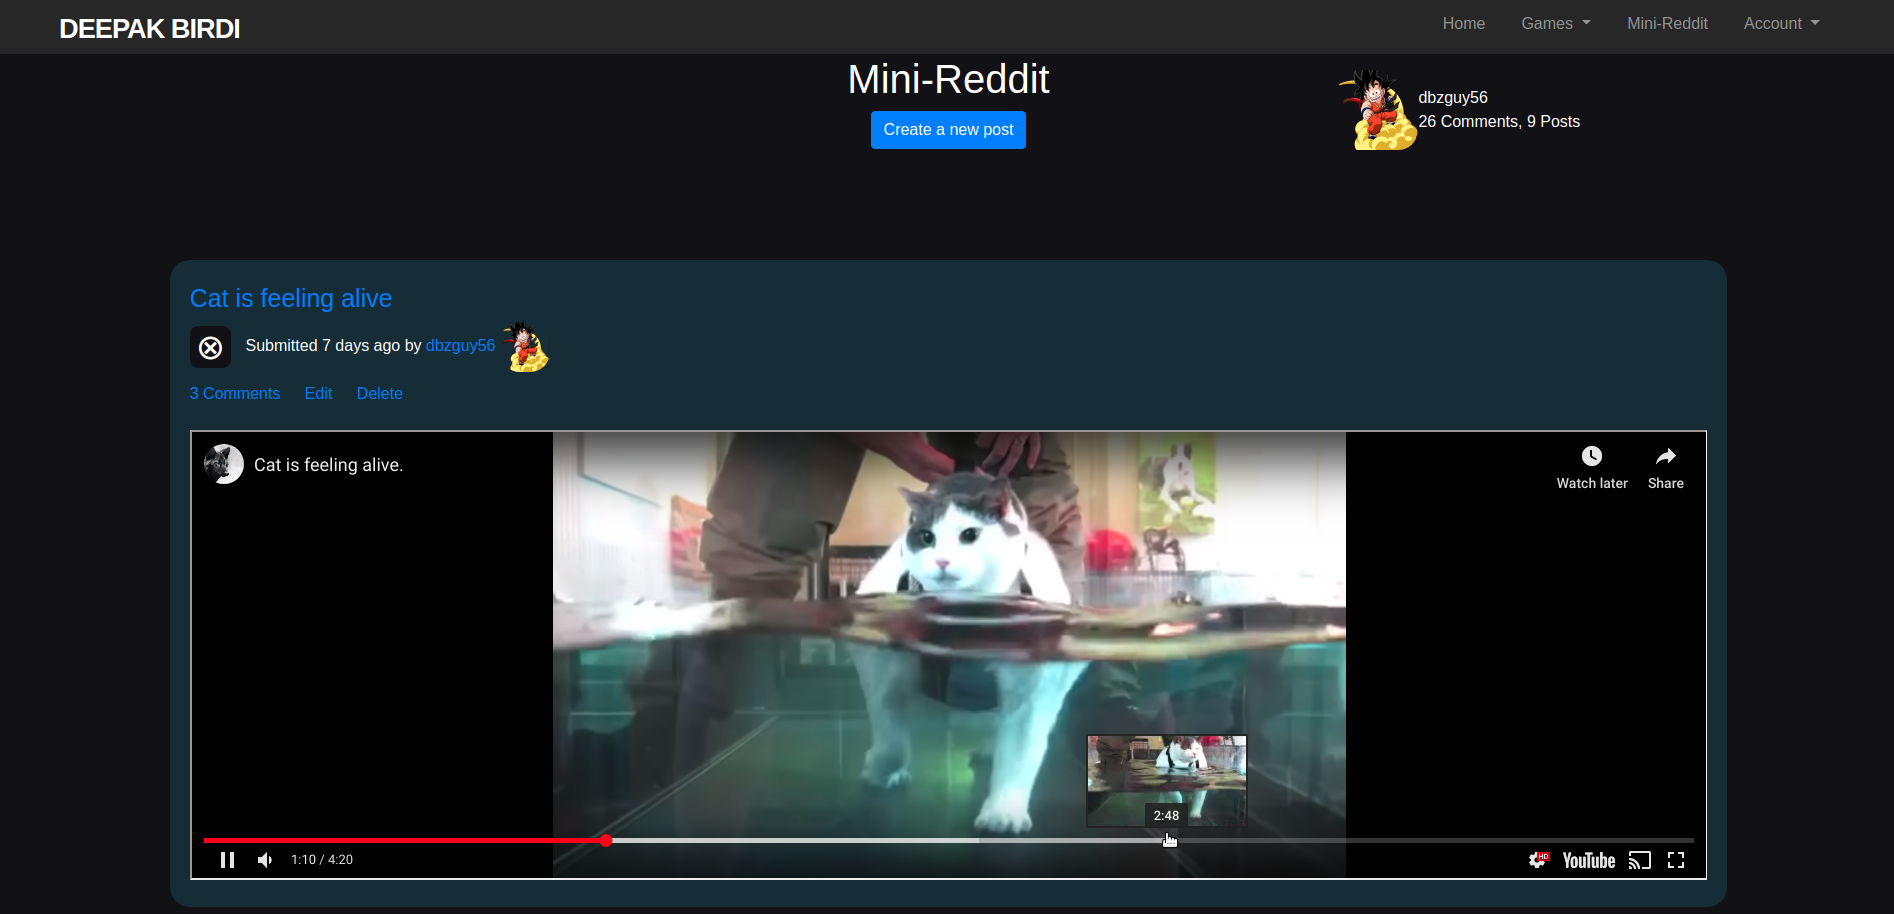 DEEPAK BIRDI
Home Games Mini-Reddit Account
Mini-Reddit
Create a new post
dbzguy56
26 Comments, 9 Posts
Cat is feeling alive
Submitted 7 days ago by dbzguy56
3 Comments Edit Delete
Cat is feeling alive.
Watch later Share
2:48
1:10 / 4:20
HD YouTube